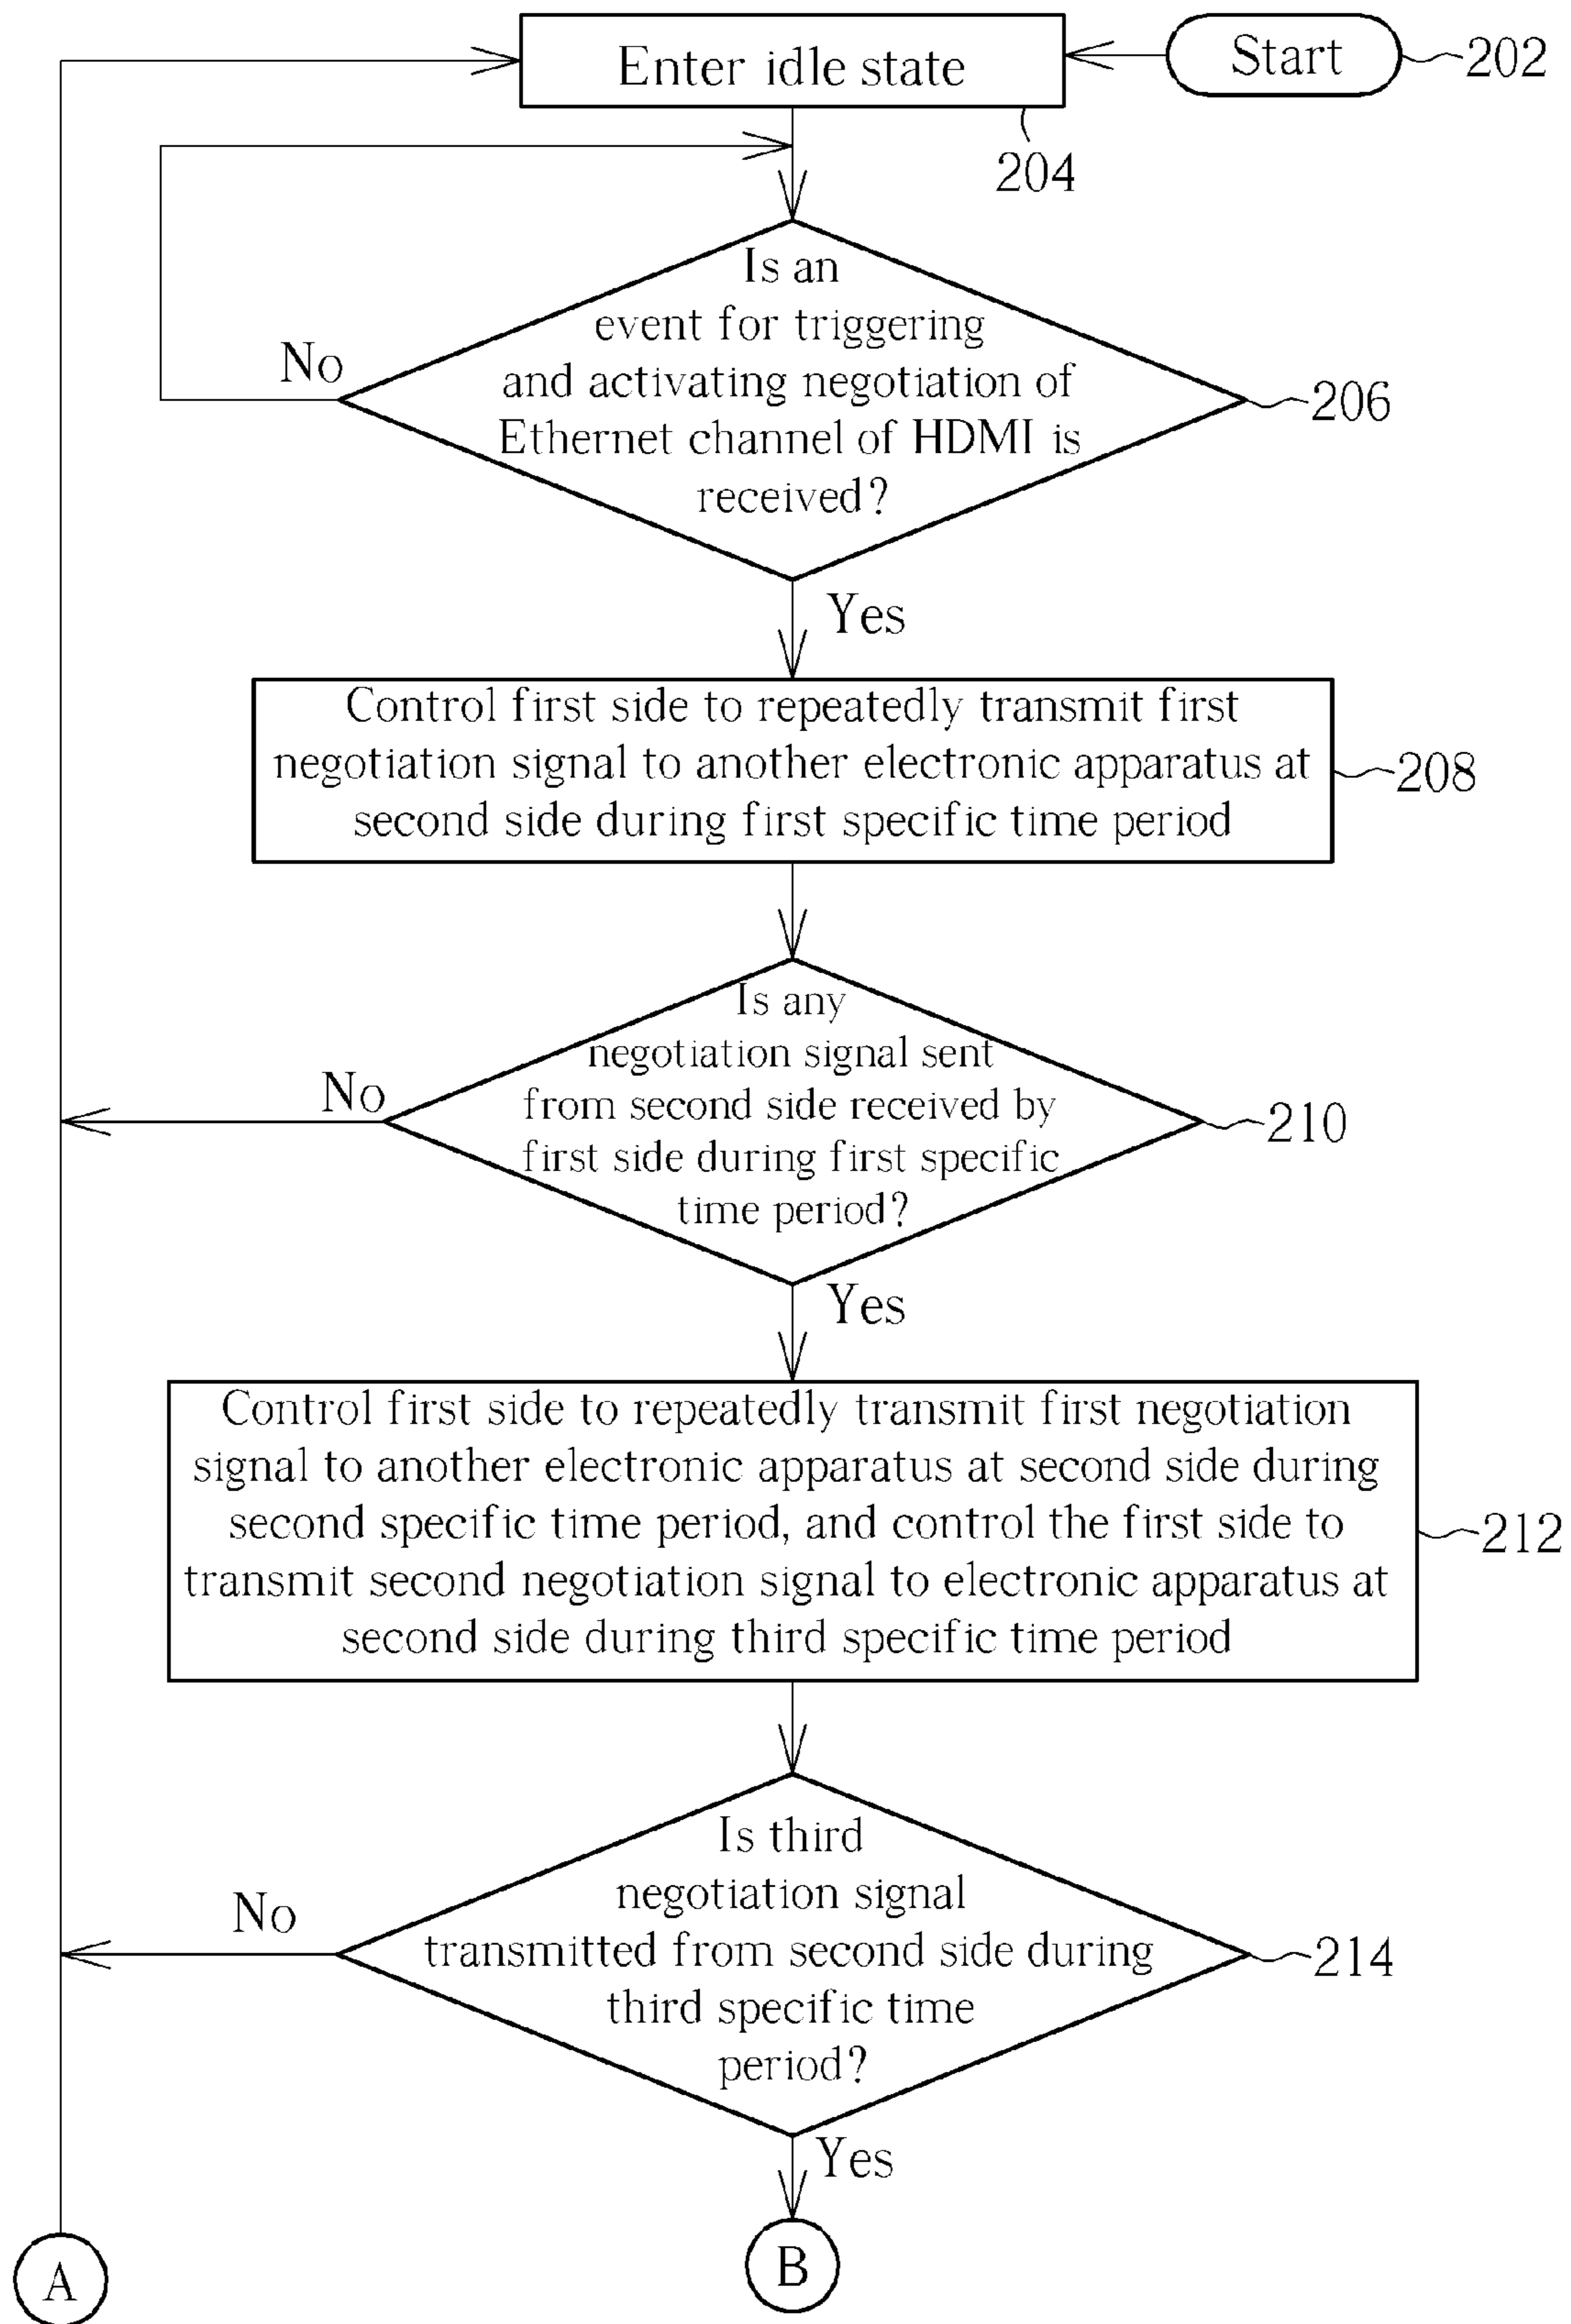 Enter idle state
Start
202
204
Is an
event for triggering
and activating negotiation of
Ethernet channel of HDMI is
received?
No
206
Yes
Control first side to repeatedly transmit first
negotiation signal to another electronic apparatus at
second side during first specific time period
208
Is any
negotiation signal sent
from second side received by
first side during first specific
time period?
No
210
Yes
Control first side to repeatedly transmit first negotiation
signal to another electronic apparatus at second side during
second specific time period, and control the first side to
transmit second negotiation signal to electronic apparatus at
second side during third specific time period
212
Is third
negotiation signal
transmitted from second side during
third specific time
period?
No
214
Yes
A
B